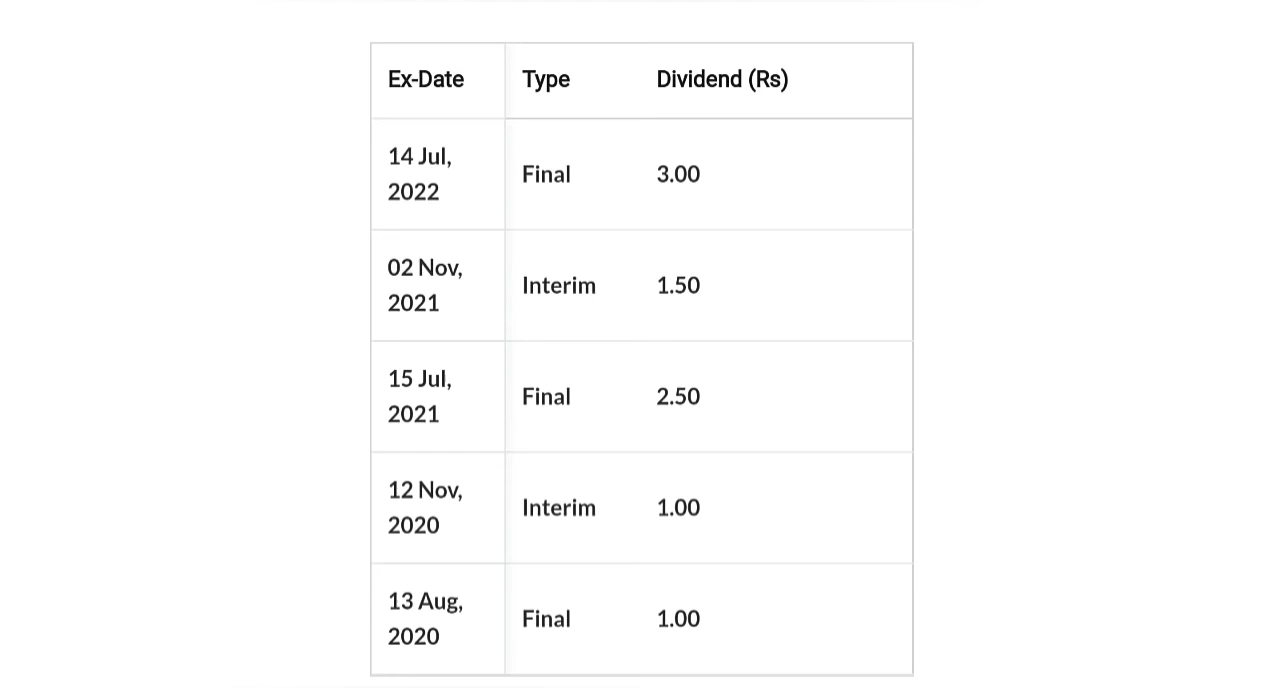 Ex-Date Type Dividend (Rs)
14 Jul,
2022 Final 3.00
02 Nov,
2021 Interim 1.50
15 Jul,
2021 Final 2.50
12 Nov,
2020 Interim 1.00
13 Aug,
2020 Final 1.00